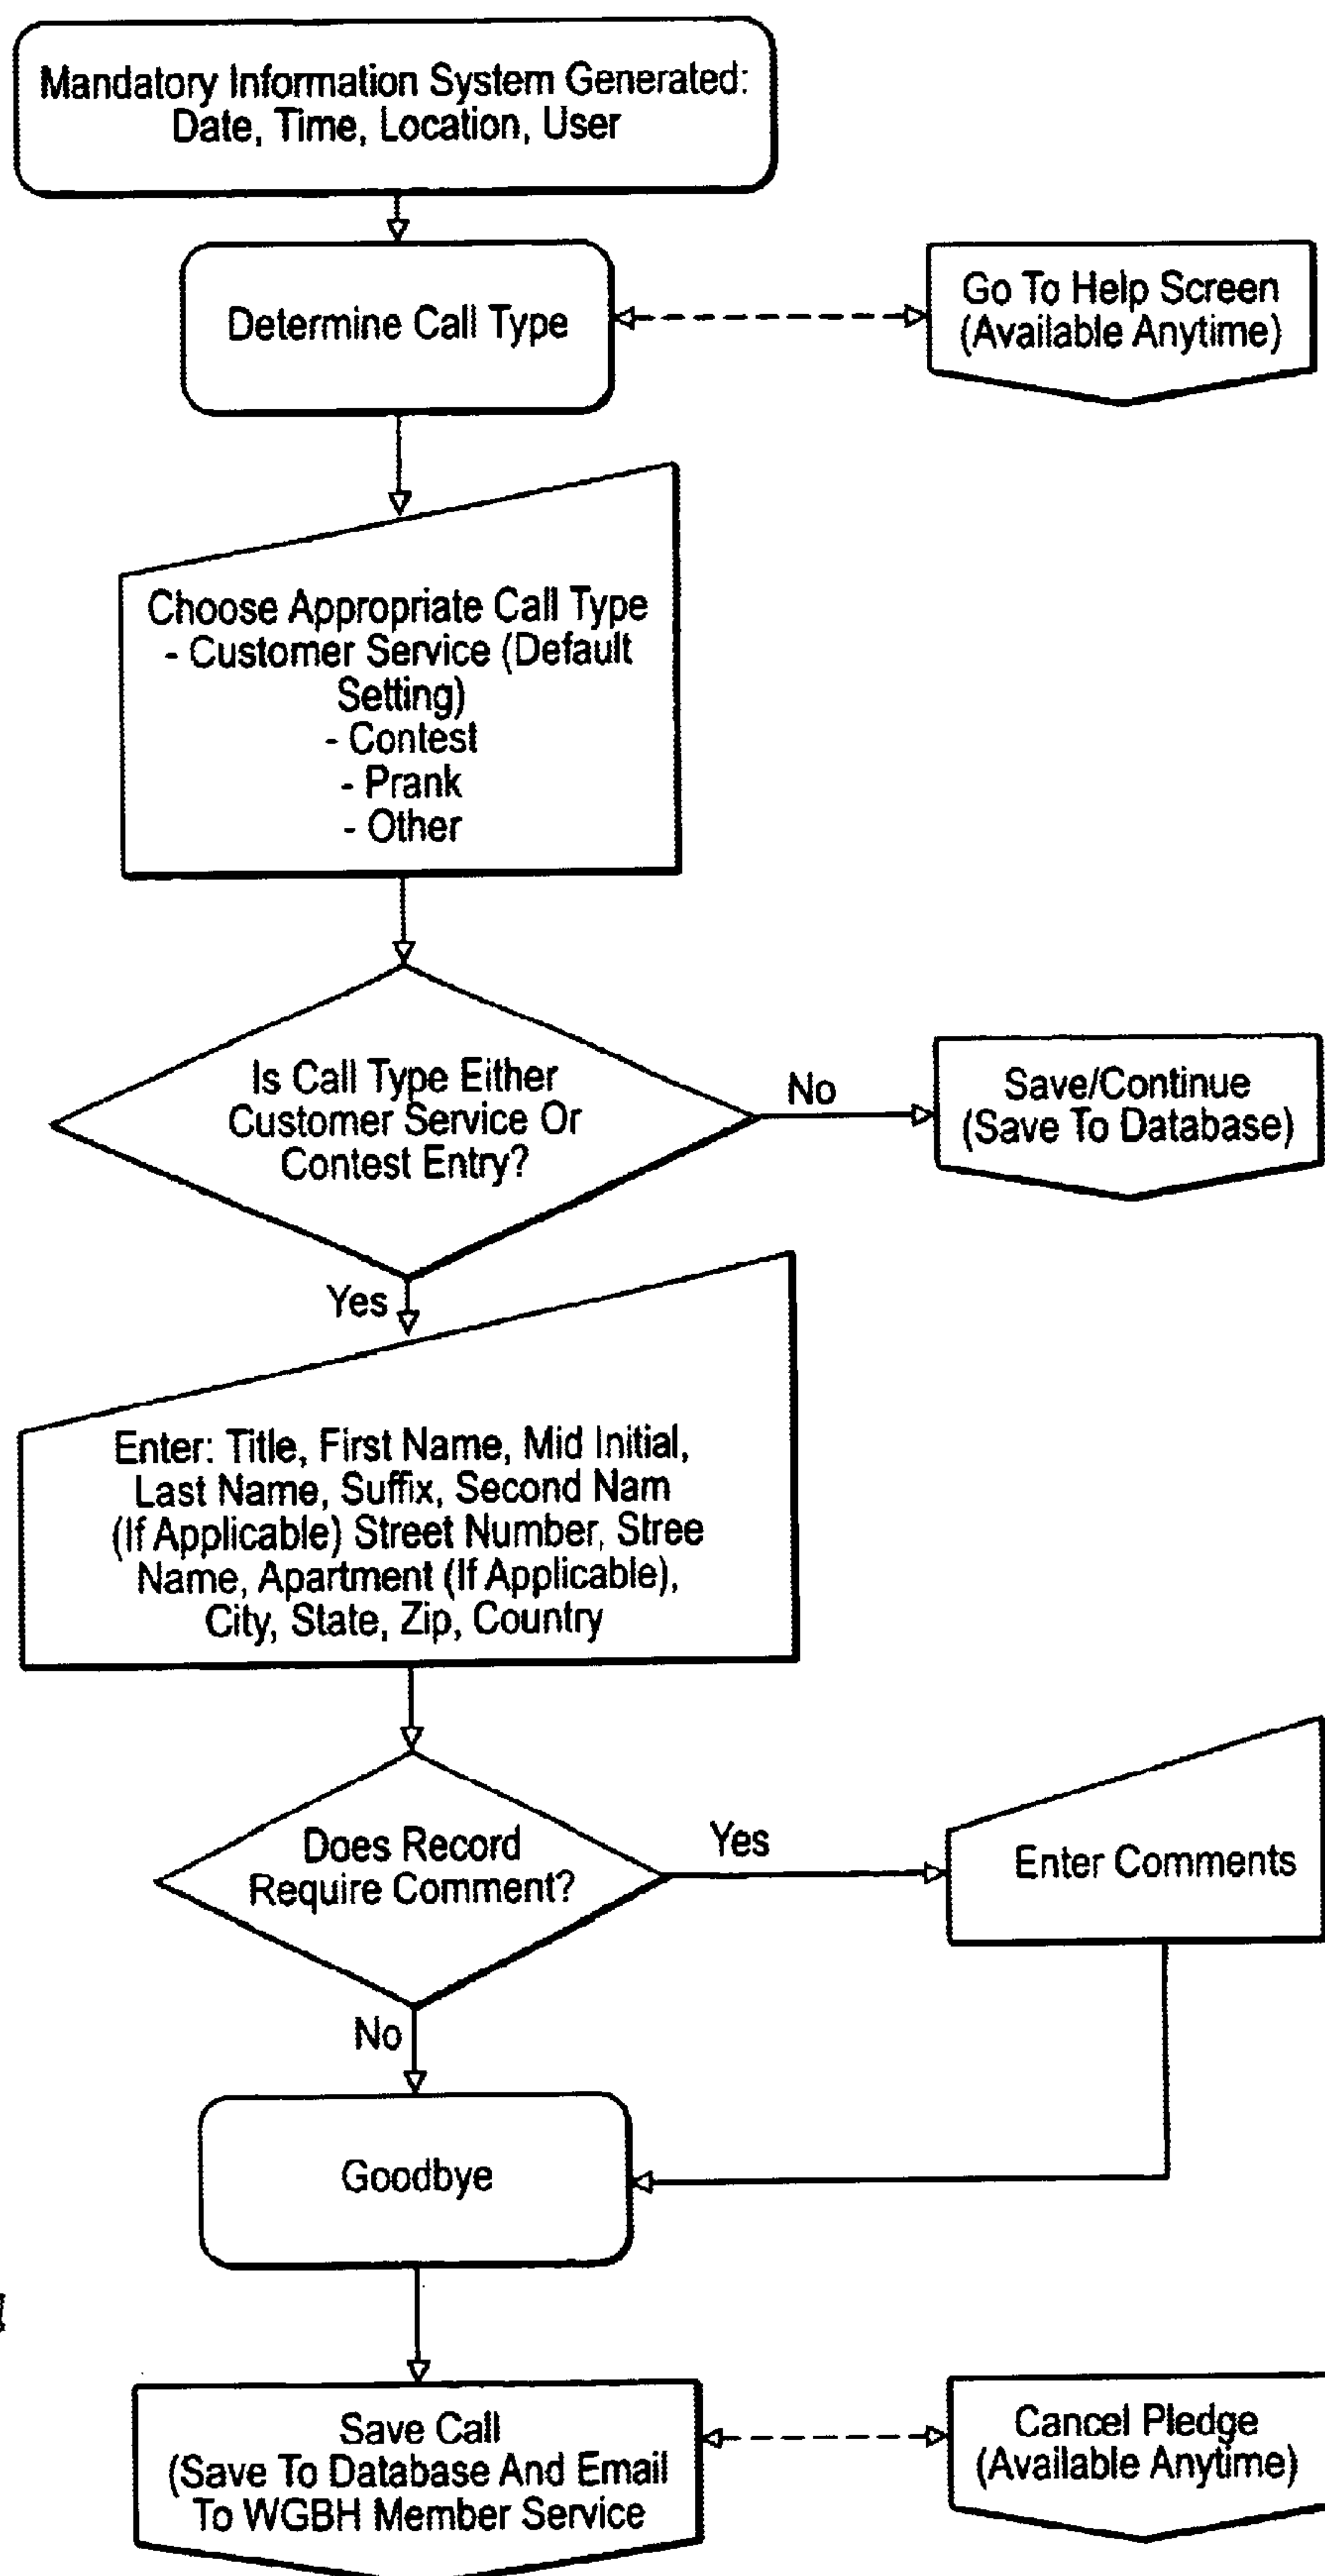 Mandatory Information System Generated:
Date, Time, Location, User
Determine Call Type
Go To Help Screen
(Available Anytime)
Choose Appropriate Call Type
- Customer Service (Default
Setting)
- Contest
- Prank
- Other
Is Call Type Either
Customer Service Or
Contest Entry?
No
Save/Continue
(Save To Database)
Yes
Enter: Title, First Name, Mid Initial,
Last Name, Suffix, Second Nam
(If Applicable) Street Number, Stree
Name, Apartment (If Applicable),
City, State, Zip, Country
Does Record
Require Comment?
Yes
Enter Comments
No
Goodbye
Save Call
(Save To Database And Email
To WGBH Member Service
Cancel Pledge
(Available Anytime)